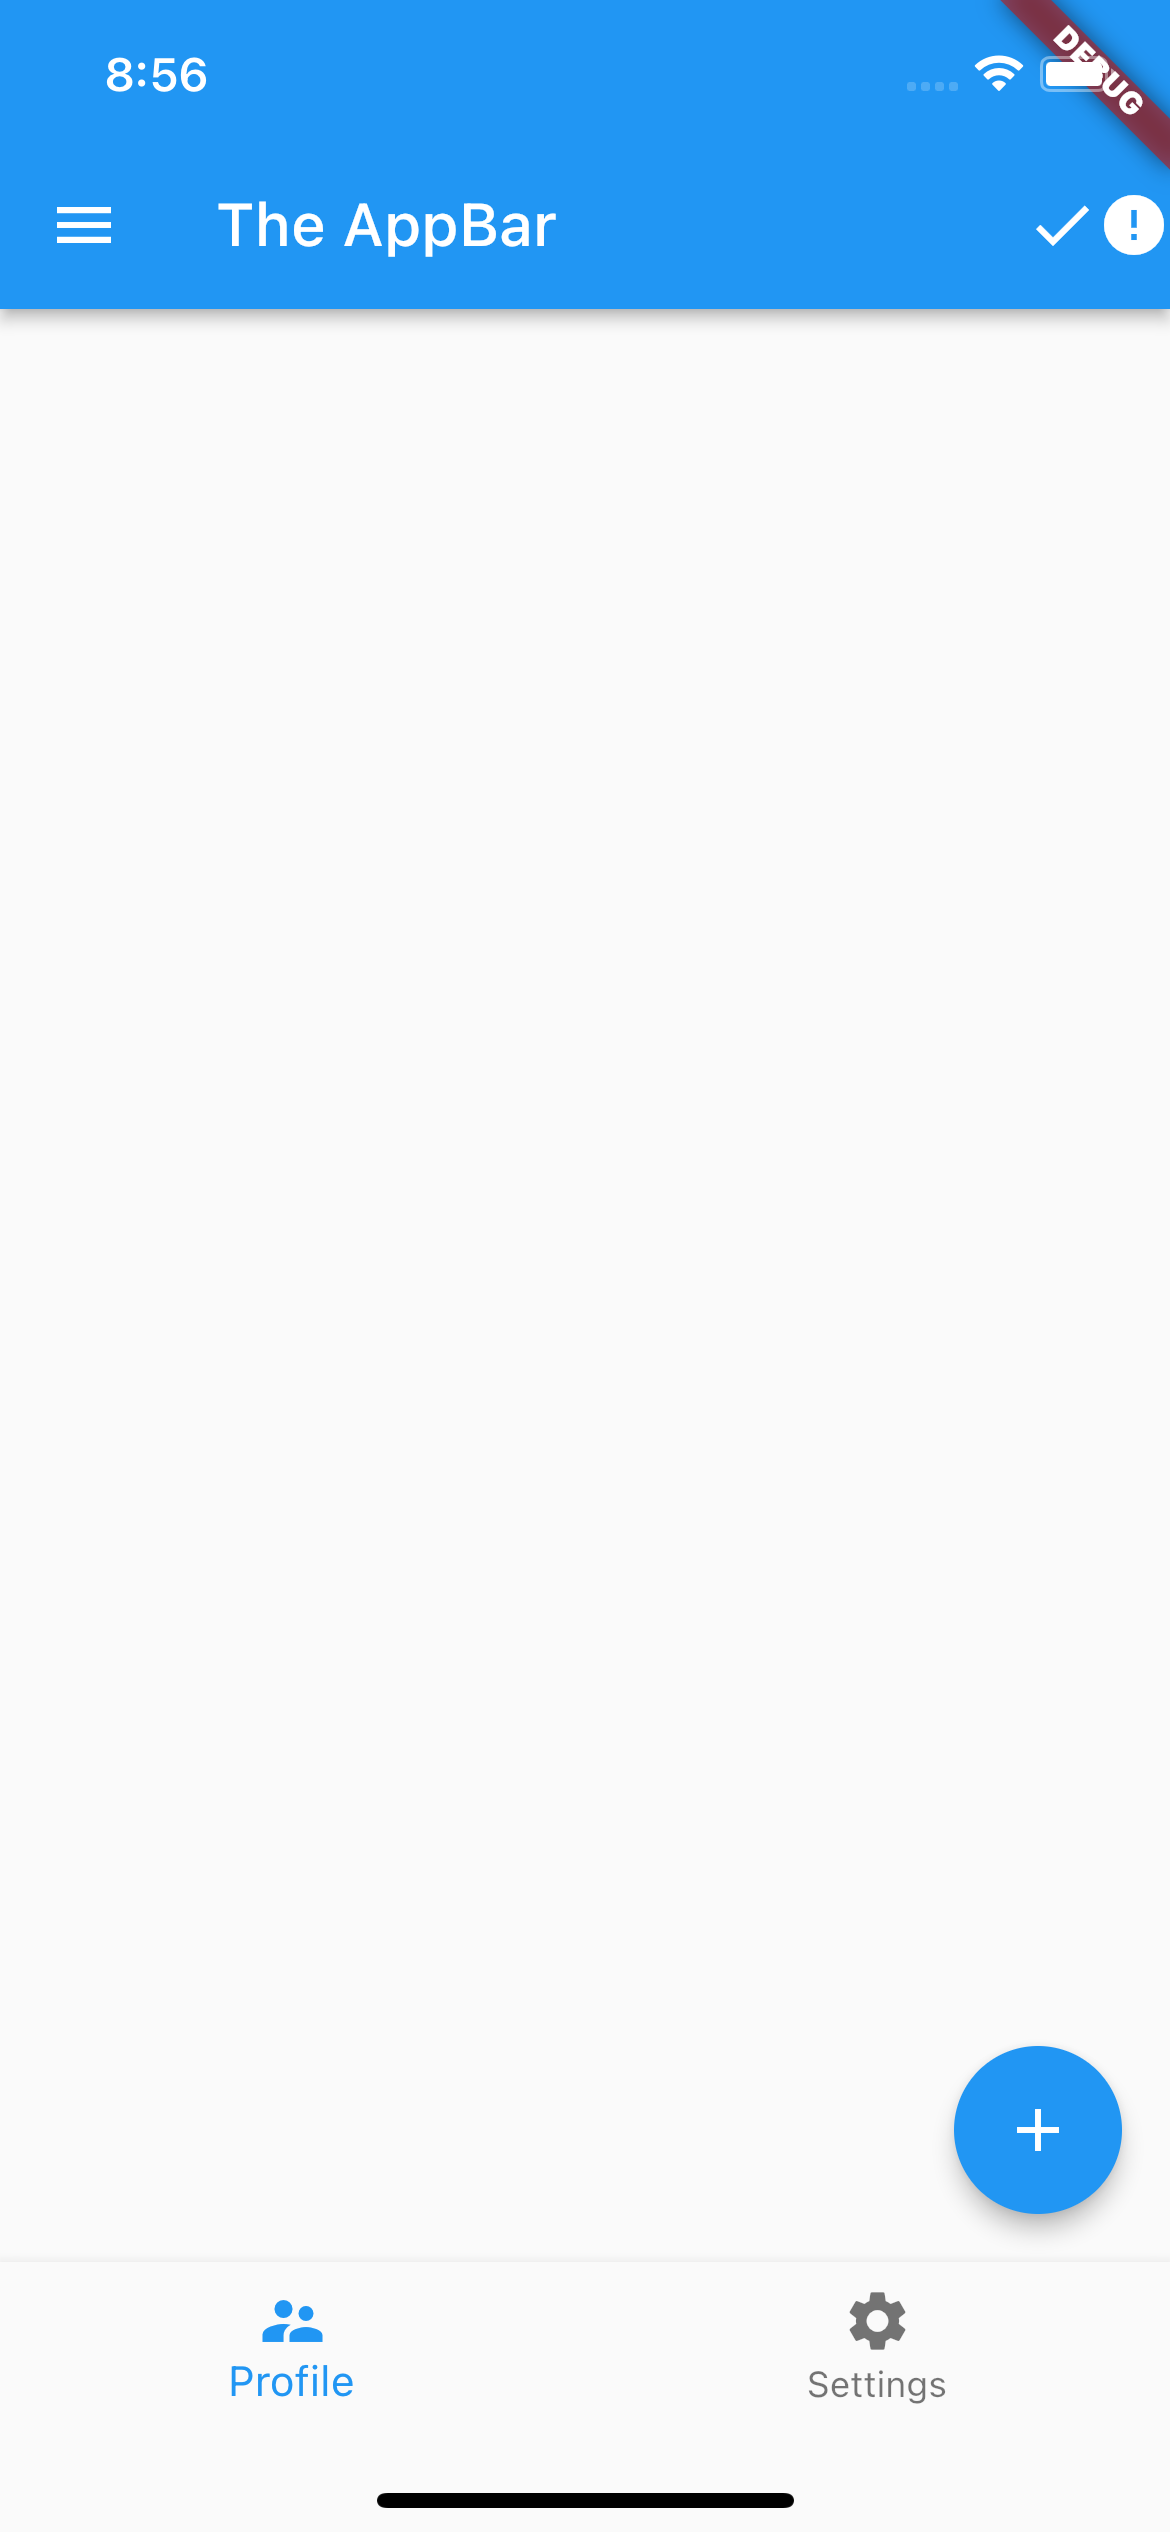 8:56
DEBUG
The AppBar
Profile
Settings